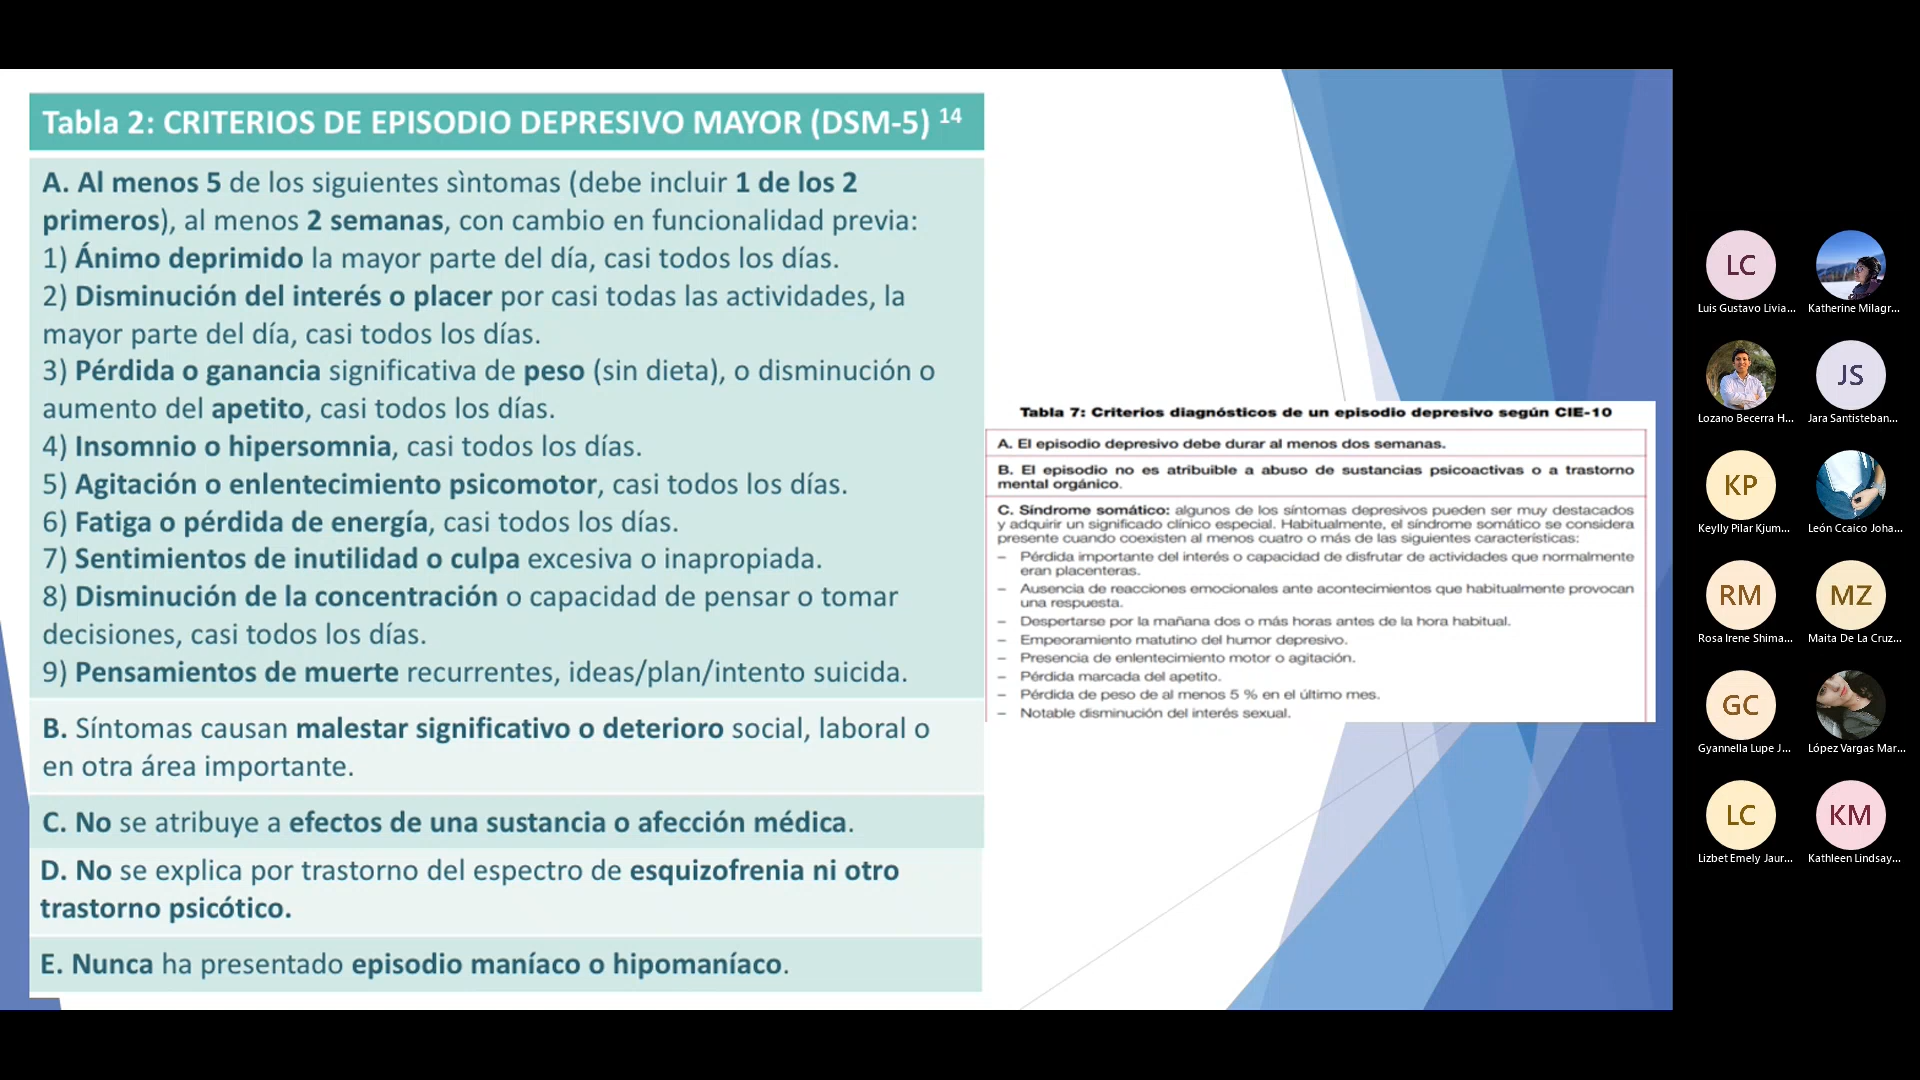 Tabla 2: CRITERIOS DE EPISODIO DEPRESIVO MAYOR (DSM-5) 14
A. Al menos 5 de los siguientes sìntomas (debe incluir 1 de los 2
primeros), al menos 2 semanas, con cambio en funcionalidad previa:
1) Ánimo deprimido la mayor parte del día, casi todos los días.
2) Disminución del interés o placer por casi todas las actividades, la
mayor parte del día, casi todos los días.
3) Pérdida o ganancia significativa de peso (sin dieta), o disminución o
aumento del apetito, casi todos los días.
4) Insomnio o hipersomnia, casi todos los días.
5) Agitación o enlentecimiento psicomotor, casi todos los días.
6) Fatiga o pérdida de energía, casi todos los días.
7) Sentimientos de inutilidad o culpa excesiva o inapropiada.
8) Disminución de la concentración o capacidad de pensar o tomar
decisiones, casi todos los días.
9) Pensamientos de muerte recurrentes, ideas/plan/intento suicida.
B. Síntomas causan malestar significativo o deterioro social, laboral o
en otra área importante.
C. No se atribuye a efectos de una sustancia o afección médica.
D. No se explica por trastorno del espectro de esquizofrenia ni otro
trastorno psicótico.
E. Nunca ha presentado episodio maníaco o hipomaníaco.
Tabla 7: Criterios diagnósticos de un episodio depresivo según CIE-10
A. El episodio depresivo debe durar al menos dos semanas.
B. El episodio no es atribuible a abuso de sustancias psicoactivas o a trastorno
mental orgánico.
C. Síndrome somático: algunos de los síntomas depresivos pueden ser muy destacados
y adquirir un significado clínico especial. Habitualmente, el síndrome somático se considera
presente cuando coexisten al menos cuatro o más de las siguientes características:
– Pérdida importante del interés o capacidad de disfrutar de actividades que normalmente
eran placenteras.
– Ausencia de reacciones emocionales ante acontecimientos que habitualmente provocan
una respuesta.
– Despertarse por la mañana dos o más horas antes de la hora habitual.
– Empeoramiento matutino del humor depresivo.
– Presencia de enlentecimiento motor o agitación.
– Pérdida marcada del apetito.
– Pérdida de peso de al menos 5 % en el último mes.
– Notable disminución del interés sexual.
LC
Luis Gustavo Livia...
Katherine Milagr...
Lozano Becerra H...
JS
Jara Santisteban...
KP
Keylly Pilar Kjum...
León Ccaico Joha...
RM
Rosa Irene Shima...
MZ
Maita De La Cruz...
GC
Gyannella Lupe J...
López Vargas Mar...
LC
Lizbet Emely Jaur...
KM
Kathleen Lindsay...